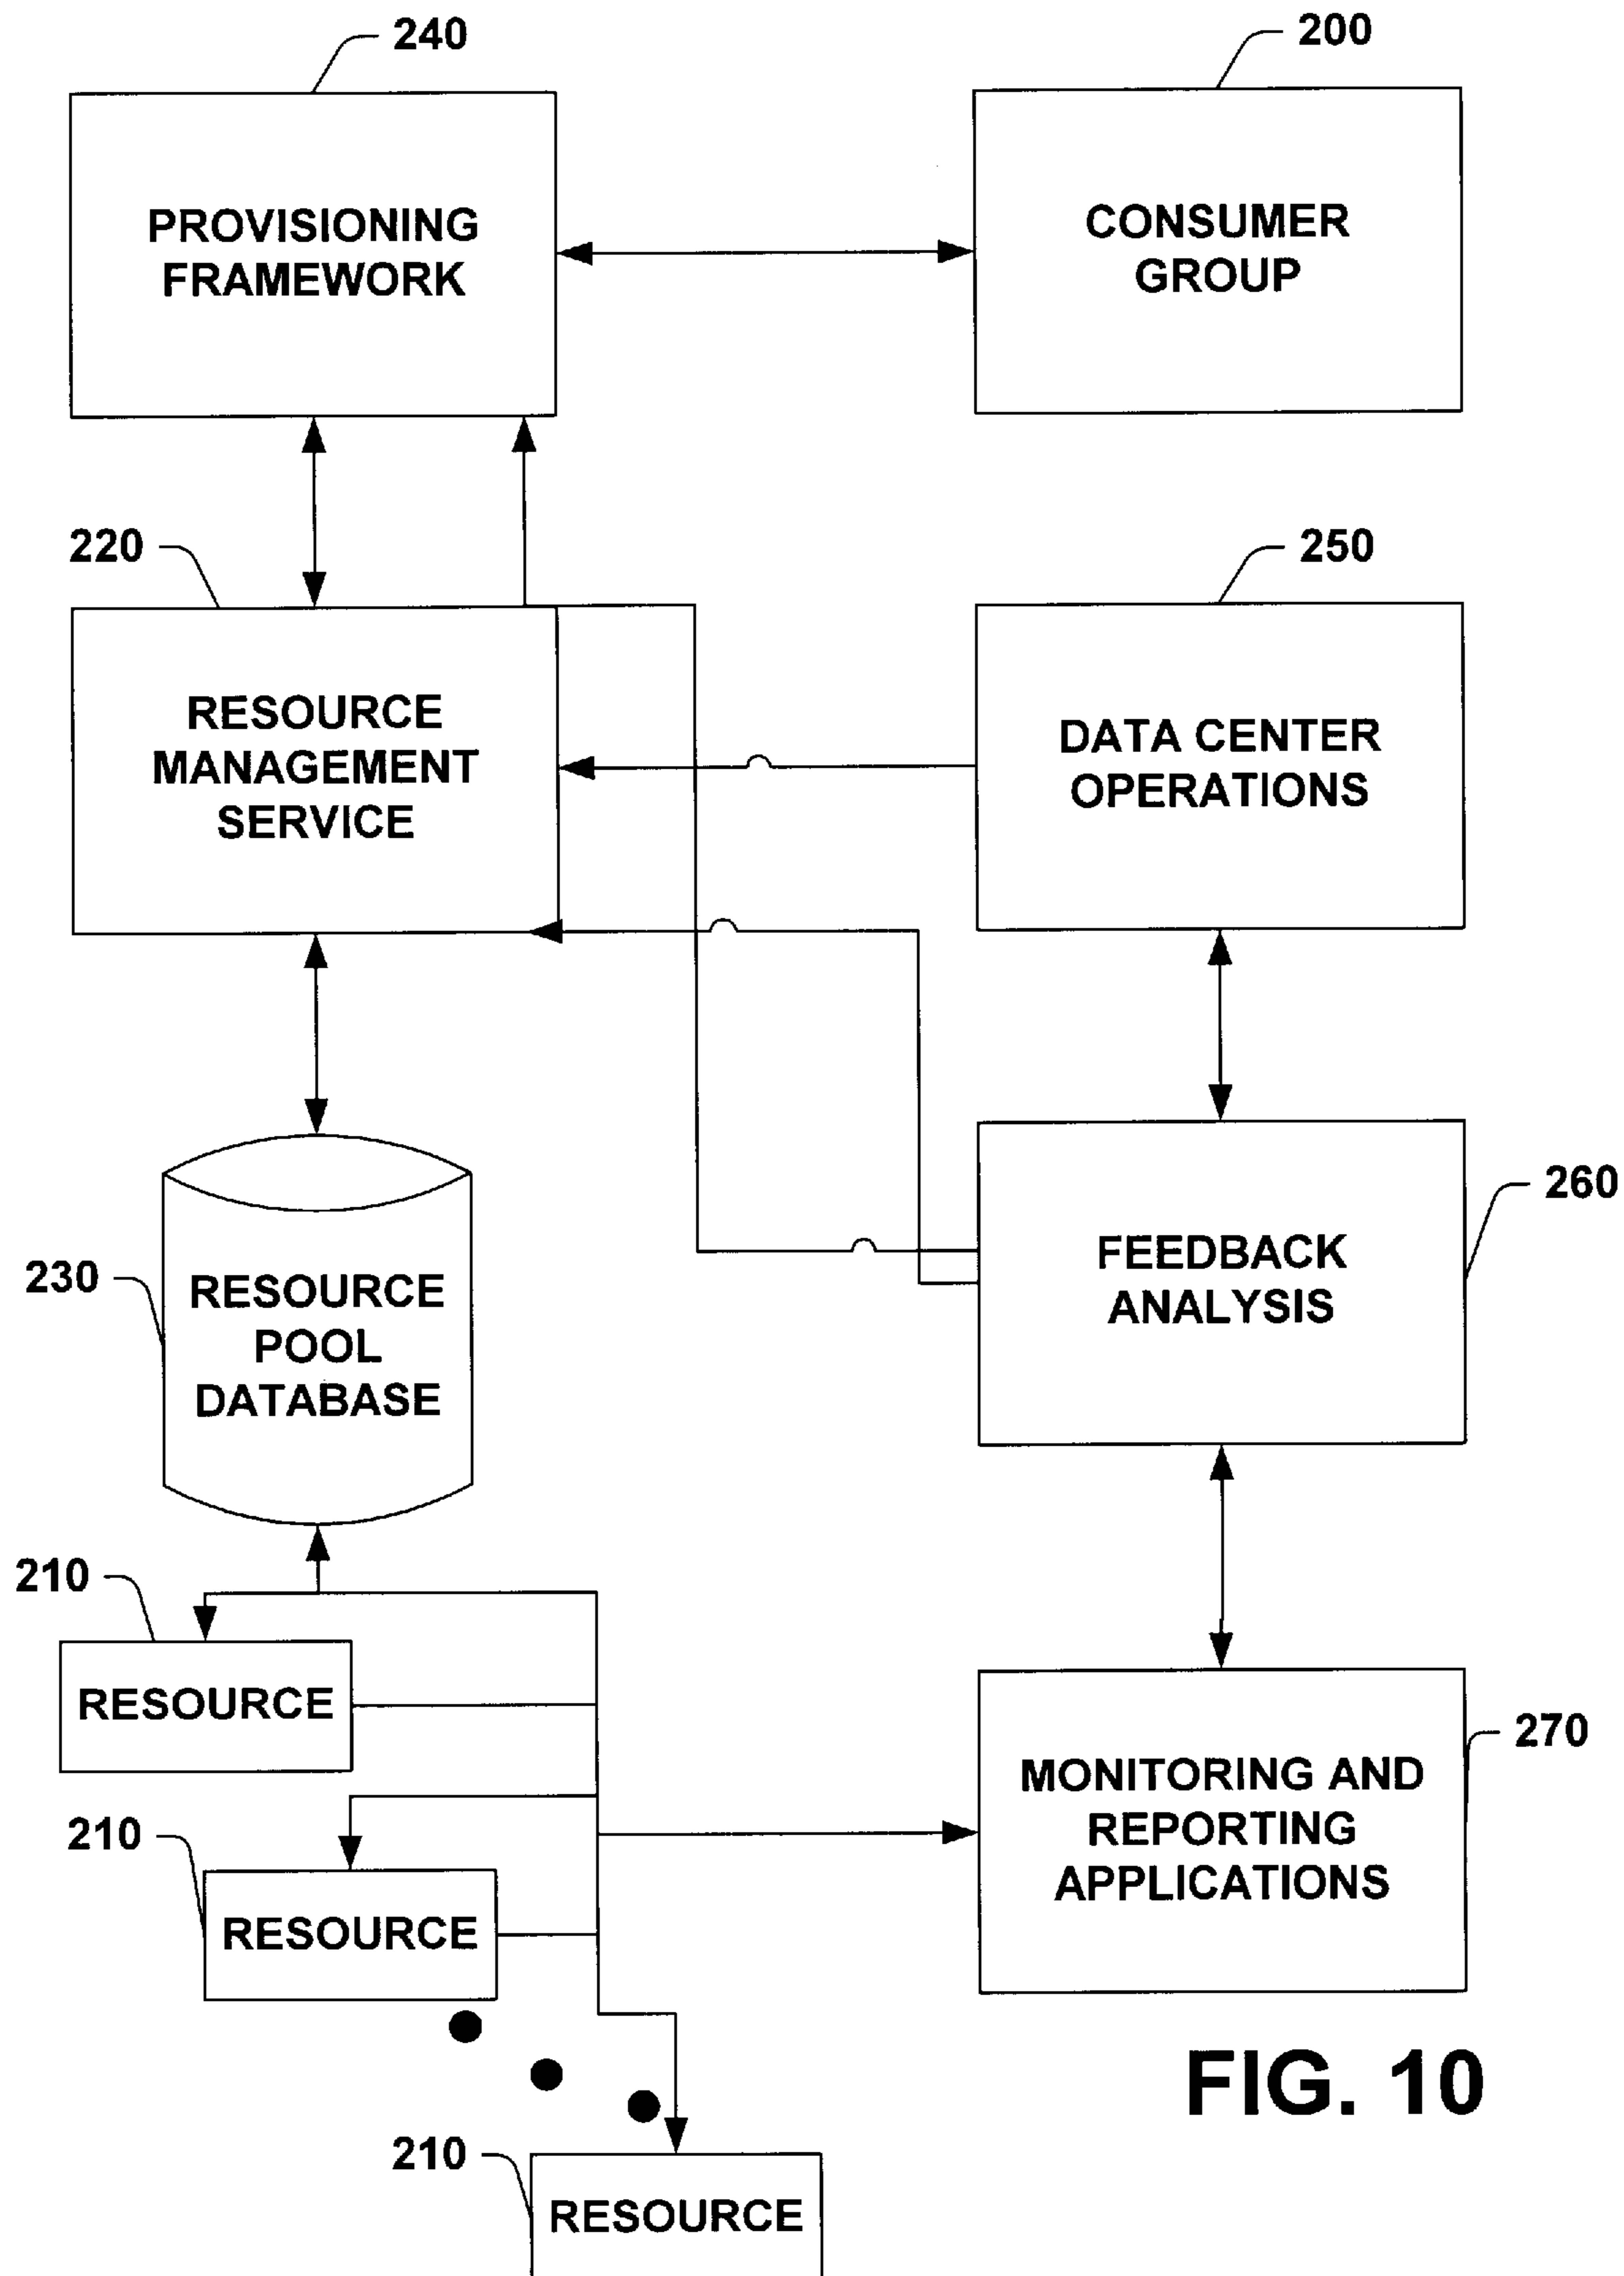 240
200
PROVISIONING
FRAMEWORK
CONSUMER
GROUP
220
250
RESOURCE
MANAGEMENT
SERVICE
DATA CENTER
OPERATIONS
260
230
RESOURCE
POOL
DATABASE
FEEDBACK
ANALYSIS
210
RESOURCE
270
MONITORING AND
REPORTING
APPLICATIONS
210
RESOURCE
210
RESOURCE
FIG. 10